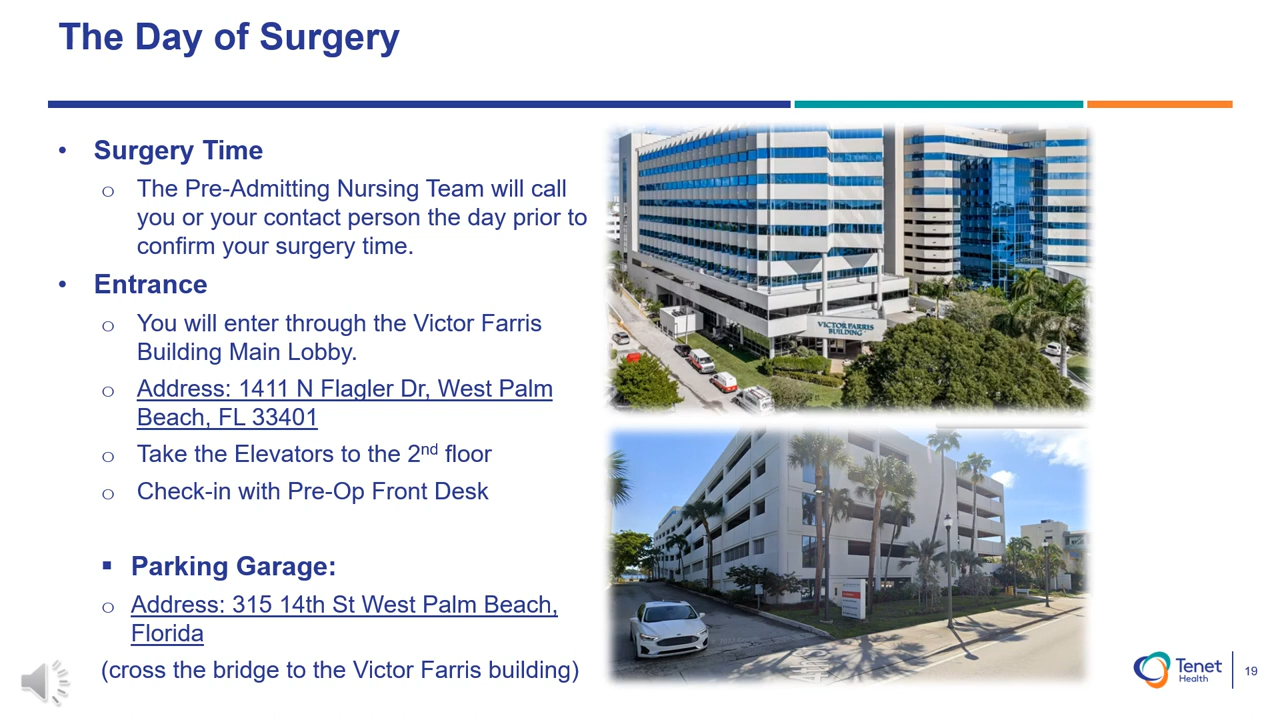 The Day of Surgery
• Surgery Time
o The Pre-Admitting Nursing Team will call
you or your contact person the day prior to
confirm your surgery time.
• Entrance
o You will enter through the Victor Farris
Building Main Lobby.
o Address: 1411 N Flagler Dr, West Palm
Beach, FL 33401
o Take the Elevators to the 2nd floor
o Check-in with Pre-Op Front Desk
▪ Parking Garage:
o Address: 315 14th St West Palm Beach,
Florida
(cross the bridge to the Victor Farris building)
VICTOR FARRIS
BUILDING
Tenet
Health
19